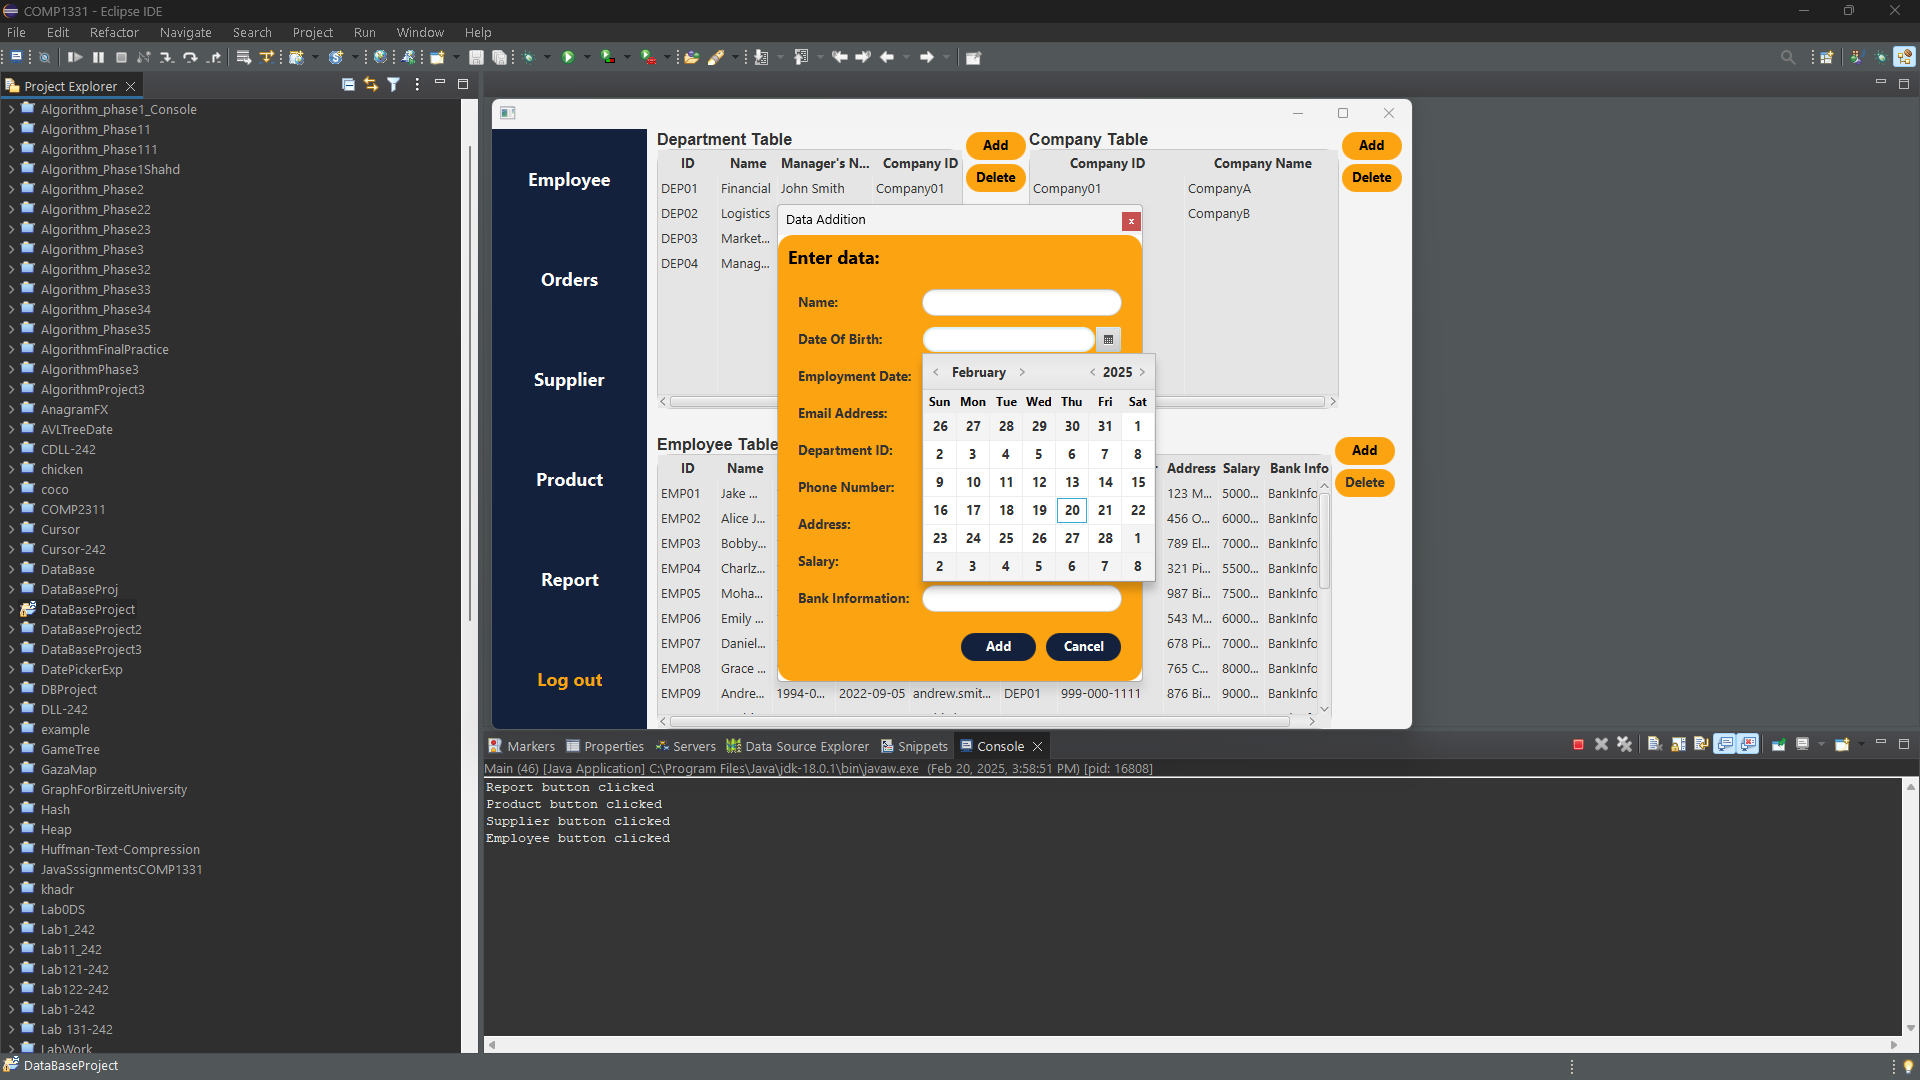 COMP1331 - Eclipse IDE
File Edit Refactor Navigate Search Project Run Window Help
Project Explorer
Algorithm_phase1_Console
Algorithm_Phase11
Algorithm_Phase111
Algorithm_Phase1Shahd
Algorithm_Phase2
Algorithm_Phase22
Algorithm_Phase23
Algorithm_Phase3
Algorithm_Phase32
Algorithm_Phase33
Algorithm_Phase34
Algorithm_Phase35
AlgorithmFinalPractice
AlgorithmPhase3
AlgorithmProject3
AnagramFX
AVLTreeDate
CDLL-242
chicken
coco
COMP2311
Cursor
Cursor-242
DataBase
DataBaseProj
DataBaseProject
DataBaseProject2
DataBaseProject3
DatePickerExp
DBProject
DLL-242
example
GameTree
GazaMap
GraphForBirzeitUniversity
Hash
Heap
Huffman-Text-Compression
JavaSssignmentsCOMP1331
khadr
Lab0DS
Lab1_242
Lab11_242
Lab121-242
Lab122-242
Lab1-242
Lab 131-242
LabWork
Employee
Orders
Supplier
Product
Report
Log out
Department Table
Add
Delete
ID Name Manager's N... Company ID
DEP01 Financial John Smith Company01
DEP02 Logistics
DEP03 Market...
DEP04 Manag...
Company Table
Add
Delete
Company ID Company Name
Company01 CompanyA
CompanyB
Data Addition
x
Enter data:
Name:
Date Of Birth:
Employment Date:
Email Address:
Department ID:
Phone Number:
Address:
Salary:
Bank Information:
Add Cancel
February 2025
Sun Mon Tue Wed Thu Fri Sat
26 27 28 29 30 31 1
2 3 4 5 6 7 8
9 10 11 12 13 14 15
16 17 18 19 20 21 22
23 24 25 26 27 28 1
2 3 4 5 6 7 8
Employee Table
Add
Delete
ID Name Address Salary Bank Info
EMP01 Jake ... 123 M... 5000... BankInfo
EMP02 Alice J... 456 O... 6000... BankInfo
EMP03 Bobby... 789 El... 7000... BankInfo
EMP04 Charlz... 321 Pi... 5500... BankInfo
EMP05 Moha... 987 Bi... 7500... BankInfo
EMP06 Emily ... 543 M... 6000... BankInfo
EMP07 Daniel... 678 Pi... 7000... BankInfo
EMP08 Grace ... 765 C... 8000... BankInfo
EMP09 Andre... 1994-0... 2022-09-05 andrew.smit... DEP01 999-000-1111 876 Bi... 9000... BankInfo
Markers Properties Servers Data Source Explorer Snippets Console
Main (46) [Java Application] C:\Program Files\Java\jdk-18.0.1\bin\javaw.exe (Feb 20, 2025, 3:58:51 PM) [pid: 16808]
Report button clicked
Product button clicked
Supplier button clicked
Employee button clicked
DataBaseProject